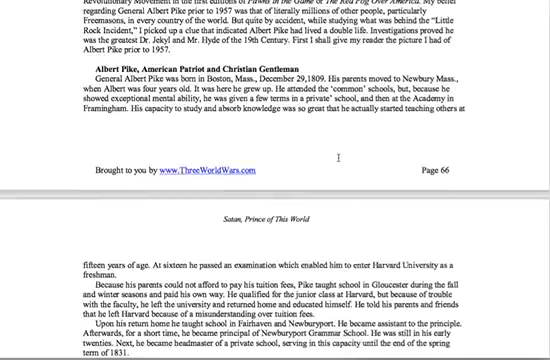 Revolutionary Movement in the first editions of Pawns in the Game or The Red Fog Over America. My belief
regarding General Albert Pike prior to 1957 was that of literally millions of other people, particularly
Freemasons, in every country of the world. But quite by accident, while studying what was behind the “Little
Rock Incident,” I picked up a clue that indicated Albert Pike had lived a double life. Investigations proved he
was the greatest Dr. Jekyl and Mr. Hyde of the 19th Century. First I shall give my reader the picture I had of
Albert Pike prior to 1957.
Albert Pike, American Patriot and Christian Gentleman
General Albert Pike was born in Boston, Mass., December 29,1809. His parents moved to Newbury Mass.,
when Albert was four years old. It was here he grew up. He attended the ‘common’ schools, but, because he
showed exceptional mental ability, he was given a few terms in a private’ school, and then at the Academy in
Framingham. His capacity to study and absorb knowledge was so great that he actually started teaching others at
Brought to you by www.ThreeWorldWars.com Page 66
Satan, Prince of This World
fifteen years of age. At sixteen he passed an examination which enabled him to enter Harvard University as a
freshman.
Because his parents could not afford to pay his tuition fees, Pike taught school in Gloucester during the fall
and winter seasons and paid his own way. He qualified for the junior class at Harvard, but because of trouble
with the faculty, he left the university and returned home and educated himself. He told his parents and friends
that he left Harvard because of a misunderstanding over tuition fees.
Upon his return home he taught school in Fairhaven and Newburyport. He became assistant to the principle.
Afterwards, for a short time, he became principal of Newburyport Grammar School. He was still in his early
twenties. Next, he became headmaster of a private school, serving in this capacity until the end of the spring
term of 1831.